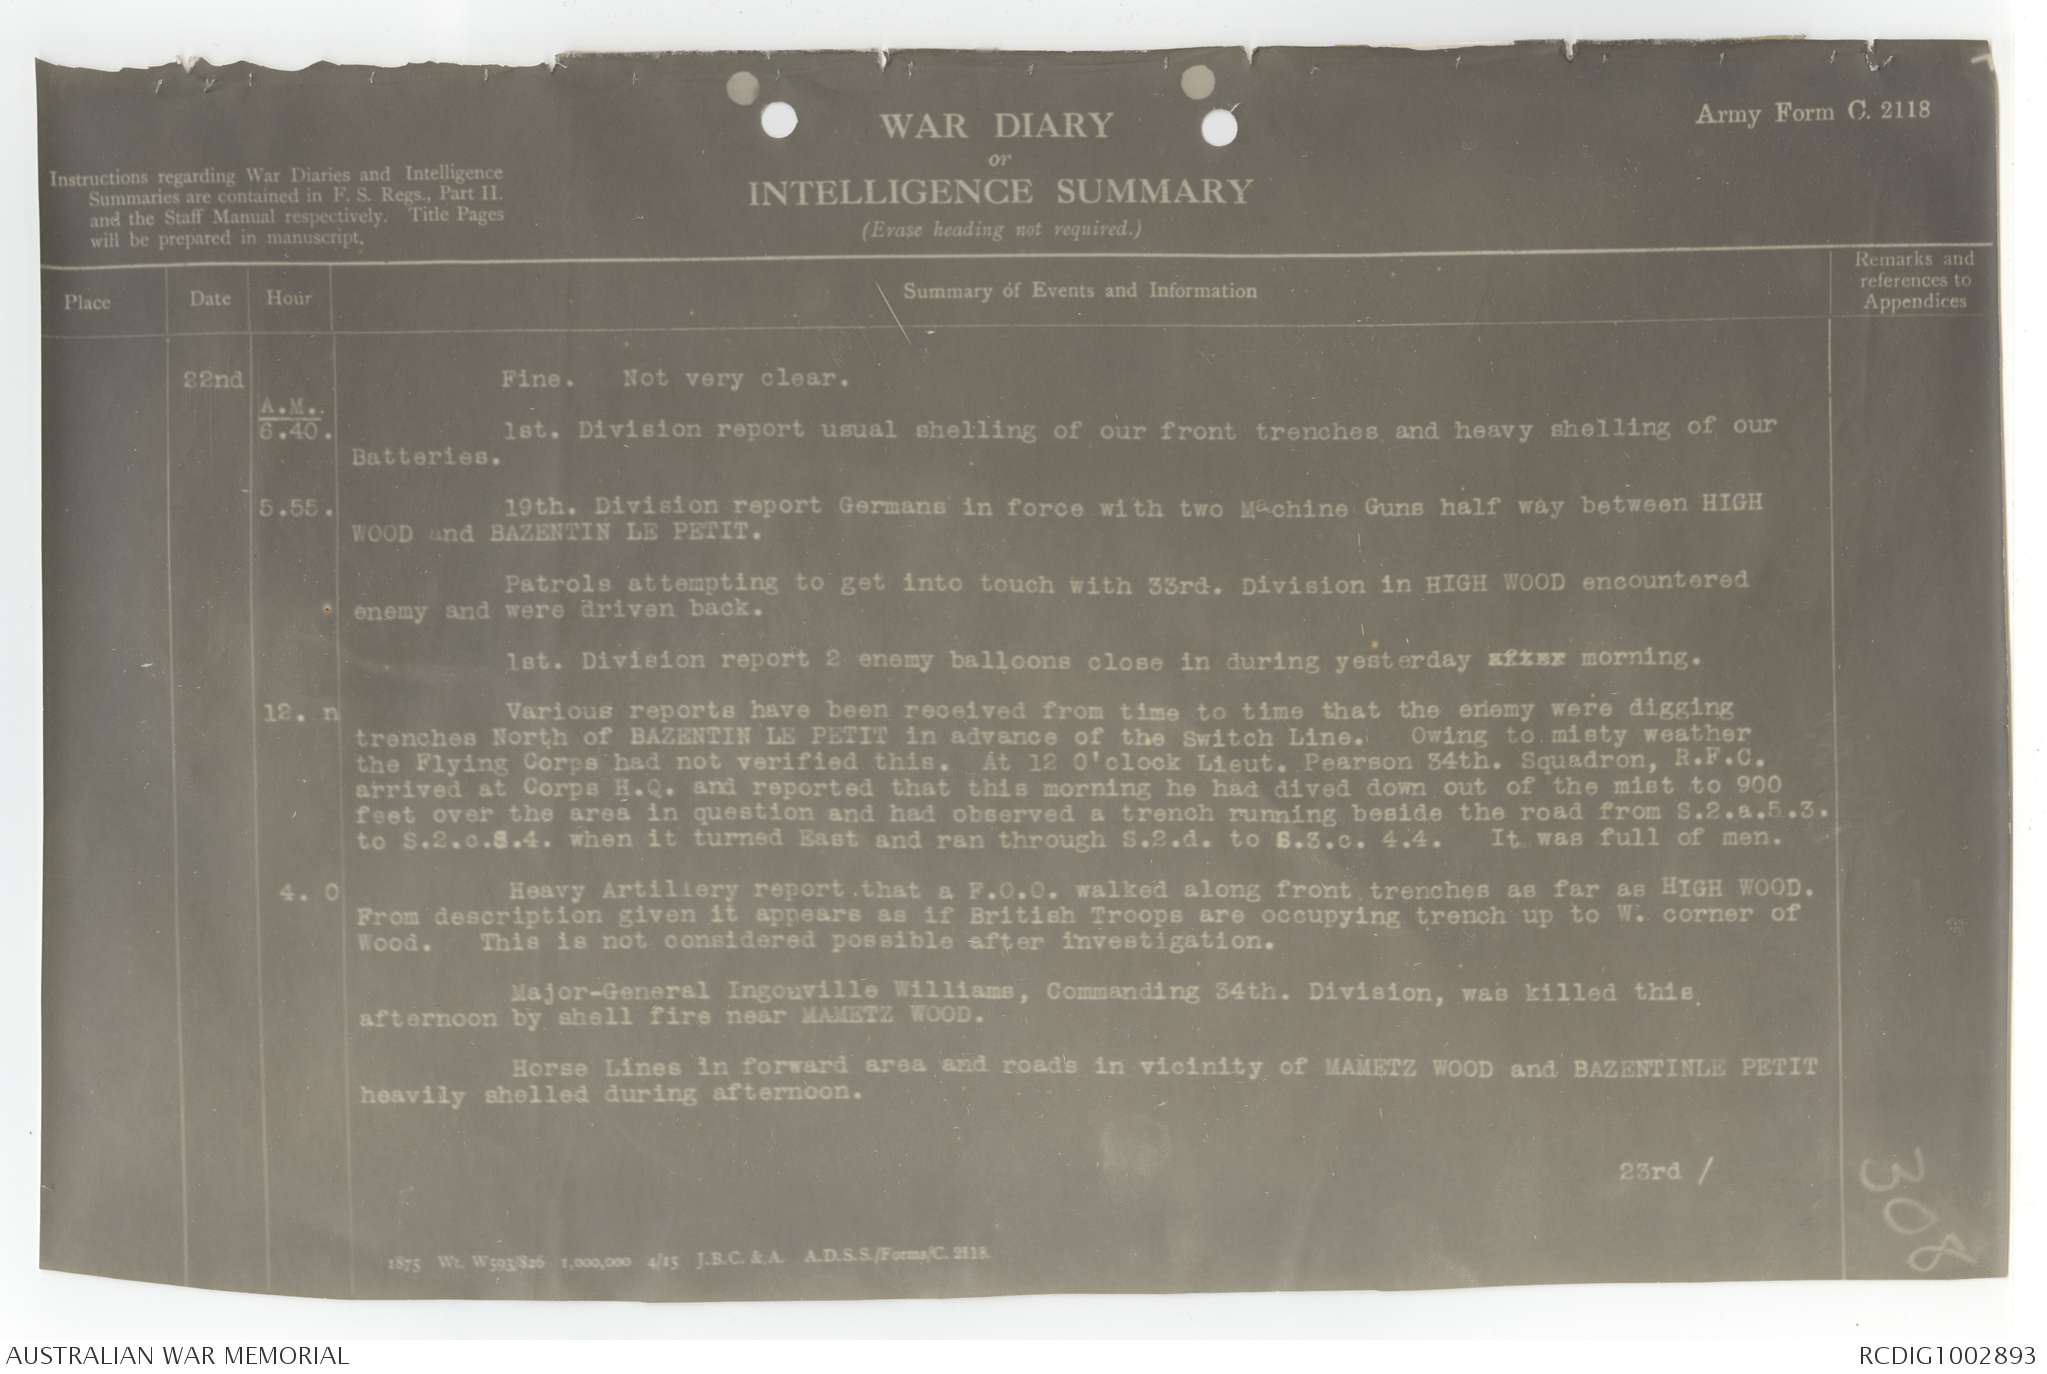 Army Form C. 2118
WAR DIARY
or
INTELLIGENCE SUMMARY
(Erase heading not required.)
Instructions regarding War Diaries and Intelligence
Summaries are contained in F. S. Regs., Part II.
and the Staff Manual respectively. Title Pages
will be prepared in manuscript.
Place
Date
Hour
Summary of Events and Information
Remarks and
references to
Appendices
22nd
Fine. Not very clear.
A.M.
6.40. 1st. Division report usual shelling of our front trenches and heavy shelling of our
Batteries.
5.55. 19th. Division report Germans in force with two Machine Guns half way between HIGH
WOOD and BAZENTIN LE PETIT.
Patrols attempting to get into touch with 33rd. Division in HIGH WOOD encountered
enemy and were driven back.
1st. Division report 2 enemy balloons close in during yesterday after morning.
12. n Various reports have been received from time to time that the enemy were digging
trenches North of BAZENTIN LE PETIT in advance of the Switch Line. Owing to misty weather
the Flying Corps had not verified this. At 12 O'clock Lieut. Pearson 34th. Squadron, R.F.C.
arrived at Corps H.Q. and reported that this morning he had dived down out of the mist to 900
feet over the area in question and had observed a trench running beside the road from S.2.a.5.3.
to S.2.c.8.4. when it turned East and ran through S.2.d. to S.3.c. 4.4. It was full of men.
4. 0 Heavy Artillery report that a F.O.O. walked along front trenches as far as HIGH WOOD.
From description given it appears as if British Troops are occupying trench up to W. corner of
Wood. This is not considered possible after investigation.
Major-General Ingouville Williams, Commanding 34th. Division, was killed this
afternoon by shell fire near MAMETZ WOOD.
Horse Lines in forward area and roads in vicinity of MAMETZ WOOD and BAZENTINLE PETIT
heavily shelled during afternoon.
23rd /
308
1875 Wt. W593/826 1,000,000 4/15 J.B.C. & A. A.D.S.S./Forms/C. 2118.
AUSTRALIAN WAR MEMORIAL
RCDIG1002893